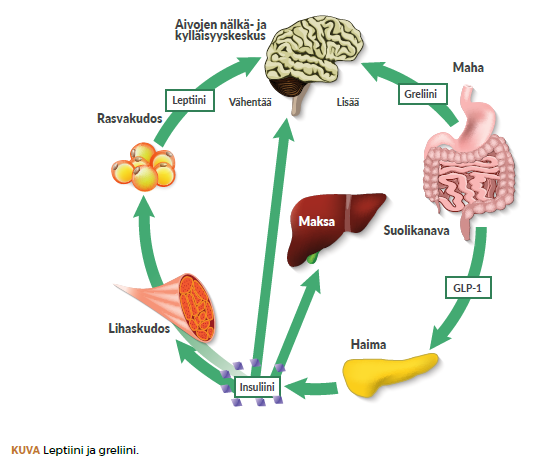 Aivojen nälkä- ja
kylläisyyskeskus
Maha
Leptiini
Vähentää
Lisää
Greliini
Rasvakudos
Maksa
Suolikanava
GLP-1
Lihaskudos
Haima
Insuliini
KUVA Leptiini ja greliini.